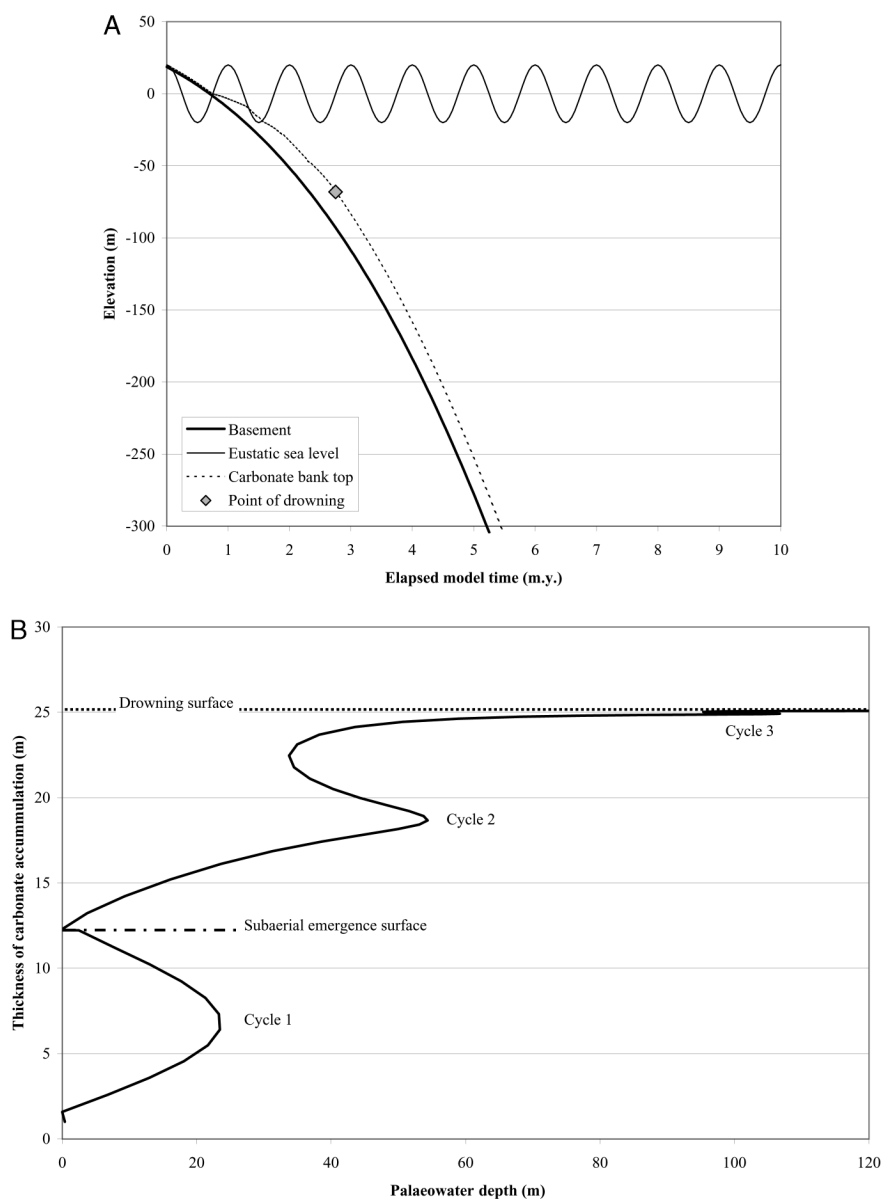 A
50
0
-50
-100
-150
-200
-250
-300
Elevation (m)
Basement
Eustatic sea level
Carbonate bank top
Point of drowning
0 1 2 3 4 5 6 7 8 9 10
Elapsed model time (m.y.)
B
30
25
20
15
10
5
0
Thickness of carbonate accummulation (m)
Drowning surface
Cycle 3
Cycle 2
Subaerial emergence surface
Cycle 1
0 20 40 60 80 100 120
Palaeowater depth (m)